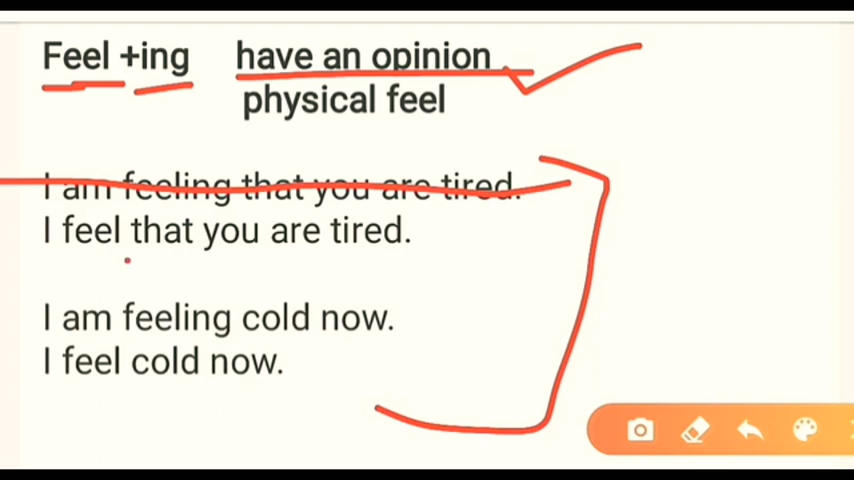 Feel +ing have an opinion
physical feel
I am feeling that you are tired.
I feel that you are tired.
I am feeling cold now.
I feel cold now.